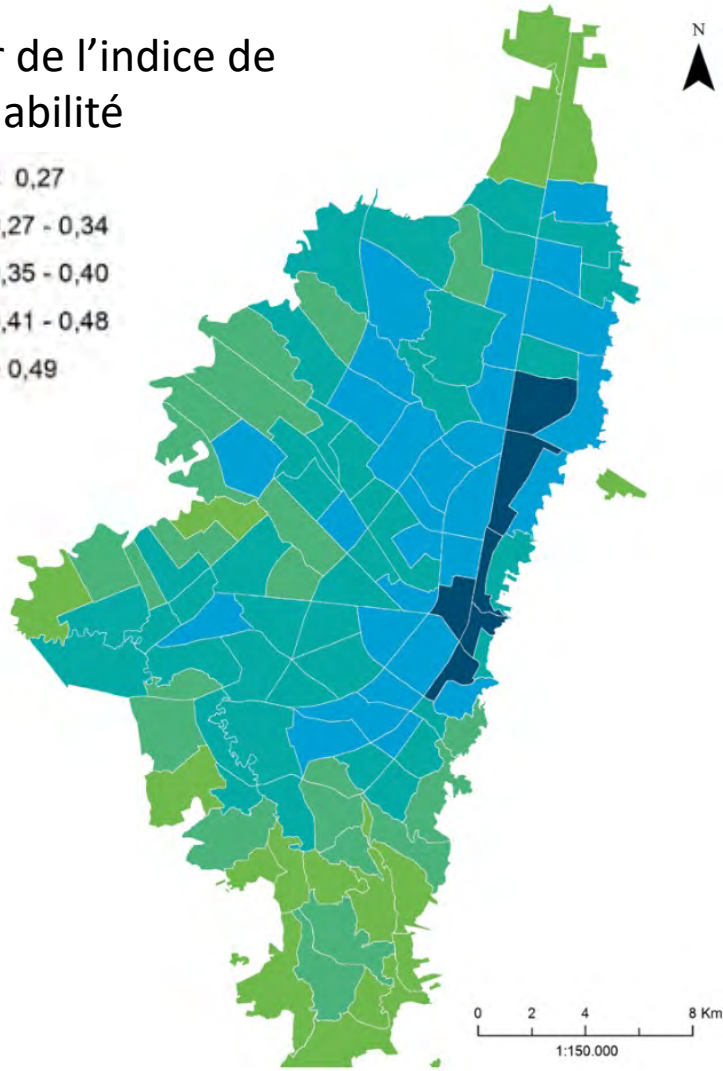 r de l’indice de
abilité
0,27
,27 - 0,34
,35 - 0,40
,41 - 0,48
0,49
N
0 2 4 8 Km
1:150.000